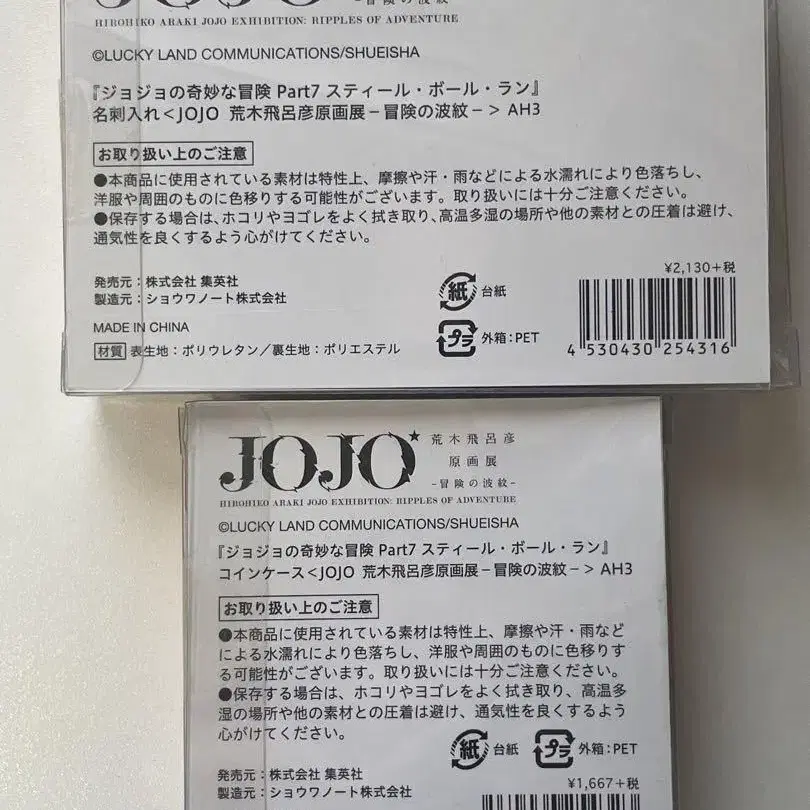 JOJO
-冒険の波紋-
HIROHIKO ARAKI JOJO EXHIBITION: RIPPLES OF ADVENTURE
©LUCKY LAND COMMUNICATIONS/SHUEISHA
『ジョジョの奇妙な冒険 Part7 スティール・ボール・ラン』
名刺入れ<JOJO 荒木飛呂彦原画展-冒険の波紋-> AH3
お取り扱い上のご注意
●本商品に使用されている素材は特性上、摩擦や汗・雨などによる水濡れにより色落ちし、
洋服や周囲のものに色移りする可能性がございます。取り扱いには十分ご注意ください。
●保存する場合は、ホコリやヨゴレをよく拭き取り、高温多湿の場所や他の素材との圧着は避け、
通気性を良くするよう心がけてください。
¥2,130+税
発売元:株式会社 集英社
製造元:ショウワノート株式会社
紙 台紙
MADE IN CHINA
プラ 外箱:PET
材質 表生地:ポリウレタン/裏生地:ポリエステル
4 530430 254316
JOJO
荒木飛呂彦
原画展
-冒険の波紋-
HIROHIKO ARAKI JOJO EXHIBITION: RIPPLES OF ADVENTURE
©LUCKY LAND COMMUNICATIONS/SHUEISHA
『ジョジョの奇妙な冒険 Part7 スティール・ボール・ラン』
コインケース<JOJO 荒木飛呂彦原画展-冒険の波紋-> AH3
お取り扱い上のご注意
●本商品に使用されている素材は特性上、摩擦や汗・雨など
による水濡れにより色落ちし、洋服や周囲のものに色移りす
る可能性がございます。取り扱いには十分ご注意ください。
●保存する場合は、ホコリやヨゴレをよく拭き取り、高温多
湿の場所や他の素材との圧着は避け、通気性を良くするよう
心がけてください。
紙 台紙 プラ 外箱:PET
発売元:株式会社 集英社
¥1,667+税
製造元:ショウワノート株式会社